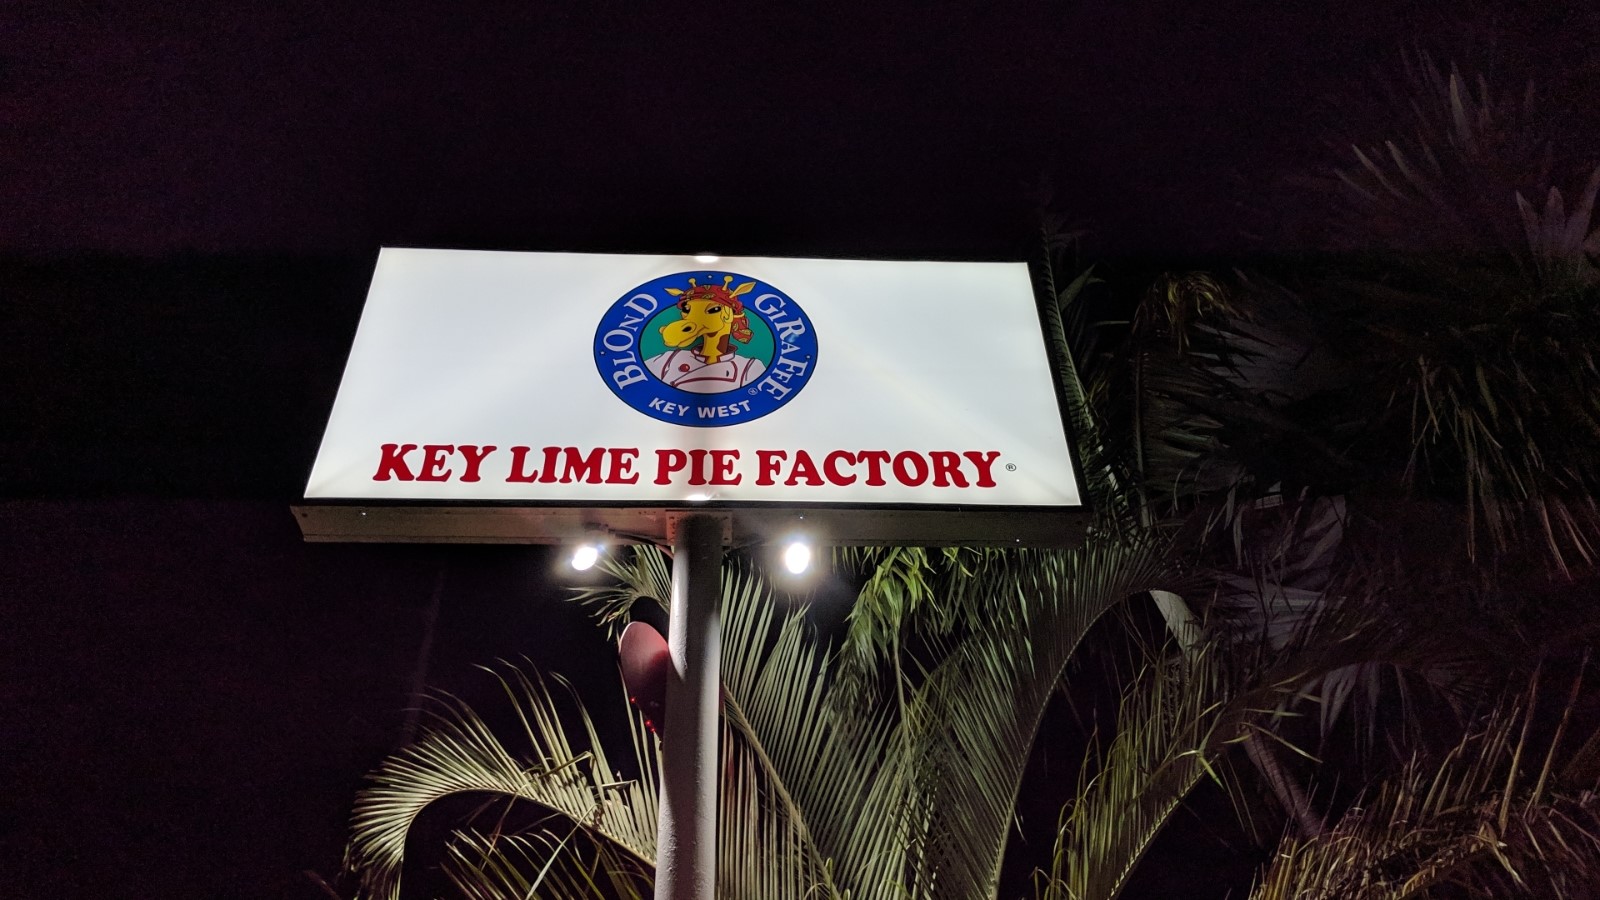 BLOND GIRAFFE®
KEY WEST
KEY LIME PIE FACTORY®